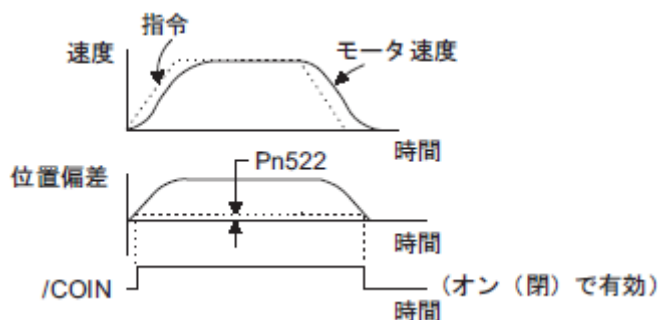 指令
速度
モータ速度
時間
位置偏差
Pn522
時間
/COIN
(オン(閉)で有効)
時間